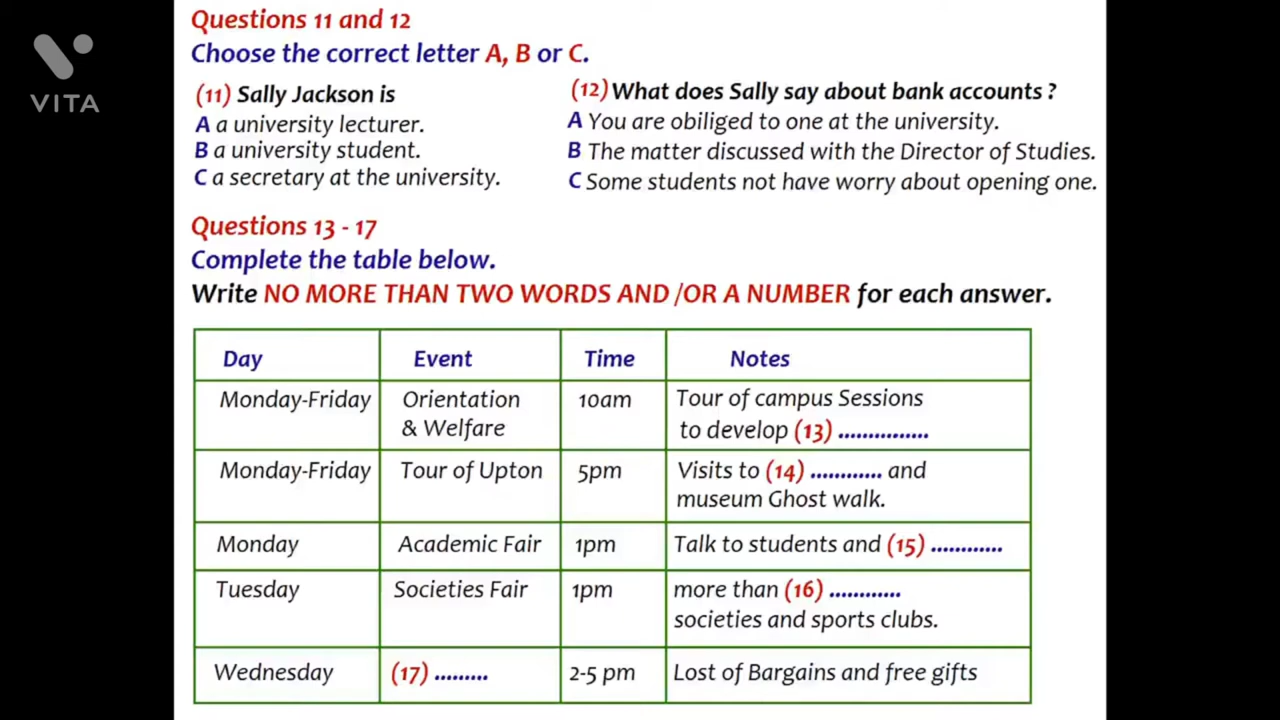 VITA
Questions 11 and 12
Choose the correct letter A, B or C.
(11) Sally Jackson is
A a university lecturer.
B a university student.
C a secretary at the university.
(12) What does Sally say about bank accounts ?
A You are obiliged to one at the university.
B The matter discussed with the Director of Studies.
C Some students not have worry about opening one.
Questions 13 - 17
Complete the table below.
Write NO MORE THAN TWO WORDS AND /OR A NUMBER for each answer.
Day Event Time Notes
Monday-Friday Orientation & Welfare 10am Tour of campus Sessions
to develop (13) ...............
Monday-Friday Tour of Upton 5pm Visits to (14) ............ and
museum Ghost walk.
Monday Academic Fair 1pm Talk to students and (15) ............
Tuesday Societies Fair 1pm more than (16) ............
societies and sports clubs.
Wednesday (17) ......... 2-5 pm Lost of Bargains and free gifts